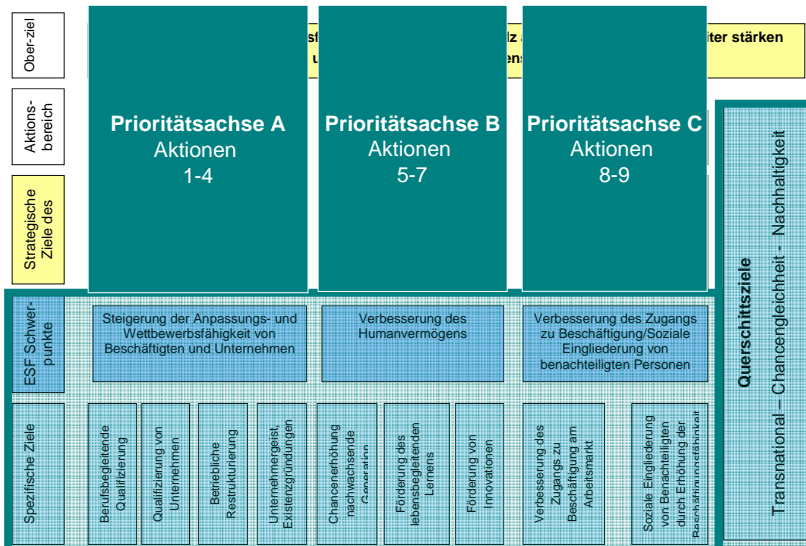 Ober-ziel
iter stärken
Aktions-
bereich
Prioritätsachse A
Aktionen
1-4
Prioritätsachse B
Aktionen
5-7
Prioritätsachse C
Aktionen
8-9
Strategische
Ziele des
ESF Schwer-
punkte
Steigerung der Anpassungs- und
Wettbewerbsfähigkeit von
Beschäftigten und Unternehmen
Verbesserung des
Humanvermögens
Verbesserung des Zugangs
zu Beschäftigung/Soziale
Eingliederung von
benachteiligten Personen
Spezifische Ziele
Berufsbegleitende
Qualifizierung
Qualifizierung von
Unternehmen
Betriebliche
Restrukturierung
Unternehmergeist,
Existenzgründungen
Chancenerhöhung
nachwachsende
Generation
Förderung des
lebensbegleitenden
Lernens
Förderung von
Innovationen
Verbesserung des
Zugangs zu
Beschäftigung am
Arbeitsmarkt
Soziale Eingliederung
von Benachteiligten
durch Erhöhung der
Beschäftigungsfähigkeit
Querschittsziele
Transnational – Chancengleichheit - Nachhaltigkeit